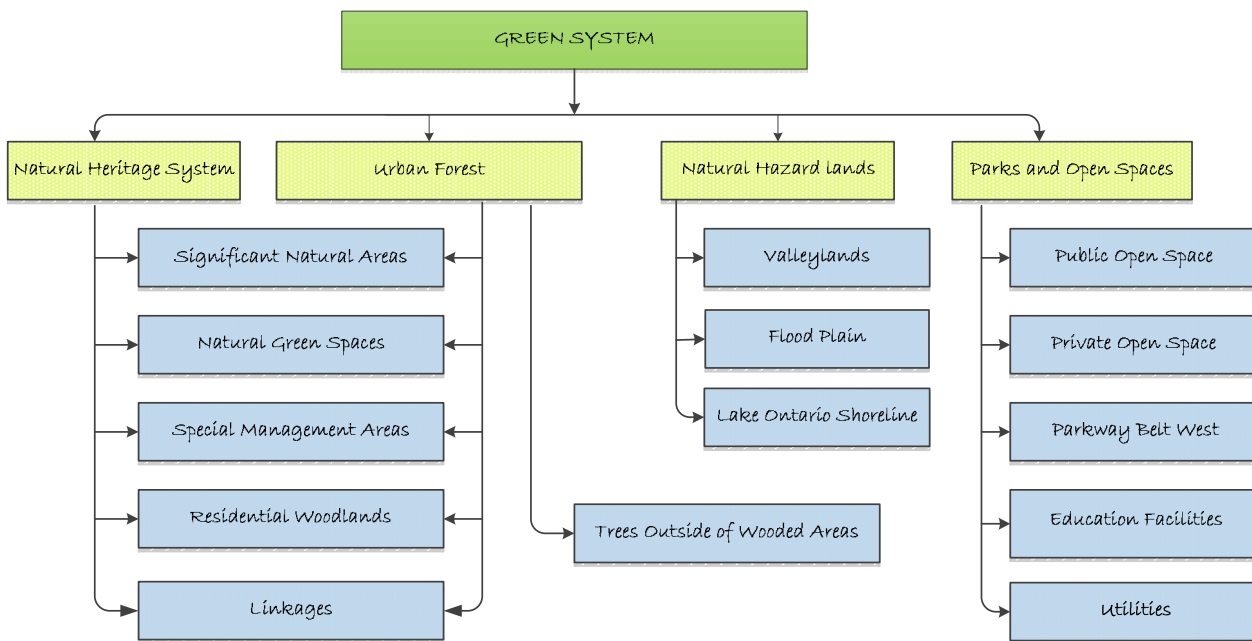 GREEN SYSTEM
Natural Heritage System
Urban Forest
Natural Hazard lands
Parks and Open Spaces
Significant Natural Areas
Natural Green Spaces
Special Management Areas
Residential Woodlands
Linkages
Trees Outside of Wooded Areas
Valleylands
Flood Plain
Lake Ontario Shoreline
Public Open Space
Private Open Space
Parkway Belt West
Education Facilities
Utilities